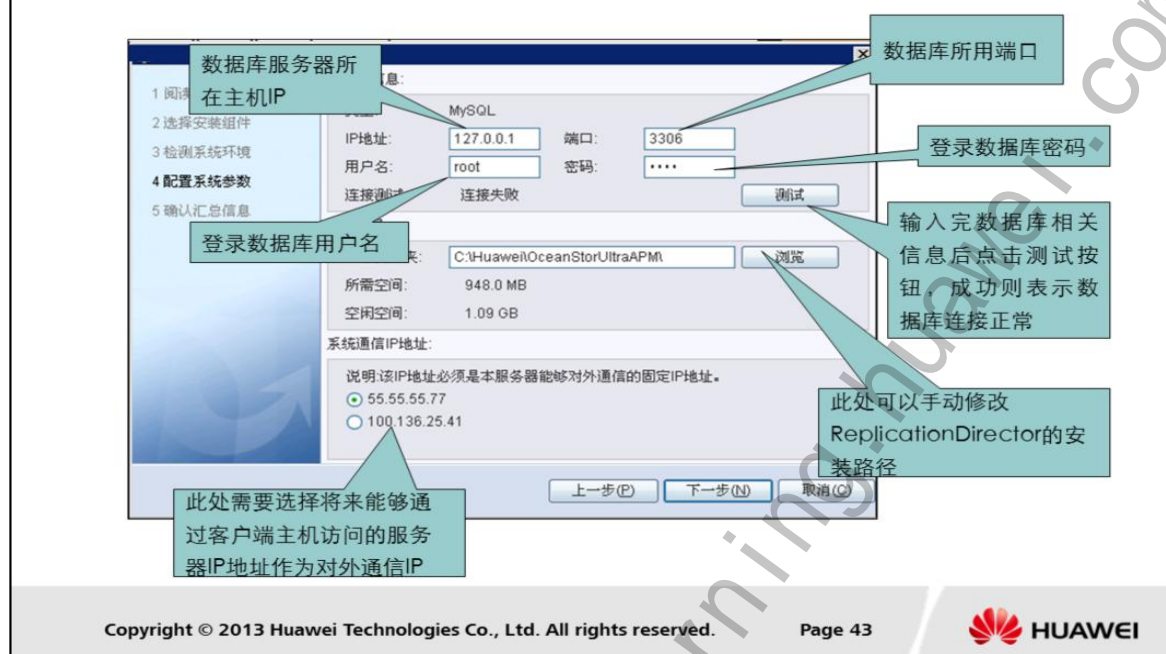 数据库服务器所
在主机IP
数据库所用端口
登录数据库密码
登录数据库用户名
输入完数据库相关
信息后点击测试按
钮，成功则表示数
据库连接正常
此处可以手动修改
ReplicationDirector的安
装路径
此处需要选择将来能够通
过客户端主机访问的服务
器IP地址作为对外通信IP
1 阅读
2 选择安装组件
3 检测系统环境
4 配置系统参数
5 确认汇总信息
息:
MySQL
IP地址: 127.0.0.1 端口: 3306
用户名: root 密码: ••••
连接测试 连接失败 测试
夹: C:\Huawei\OceanStorUltraAPM\ 浏览
所需空间: 948.0 MB
空闲空间: 1.09 GB
系统通信IP地址:
说明:该IP地址必须是本服务器能够对外通信的固定IP地址。
55.55.55.77
100.136.25.41
上一步(P) 下一步(N) 取消(C)
Copyright © 2013 Huawei Technologies Co., Ltd. All rights reserved. Page 43
HUAWEI
rning.huawei.co